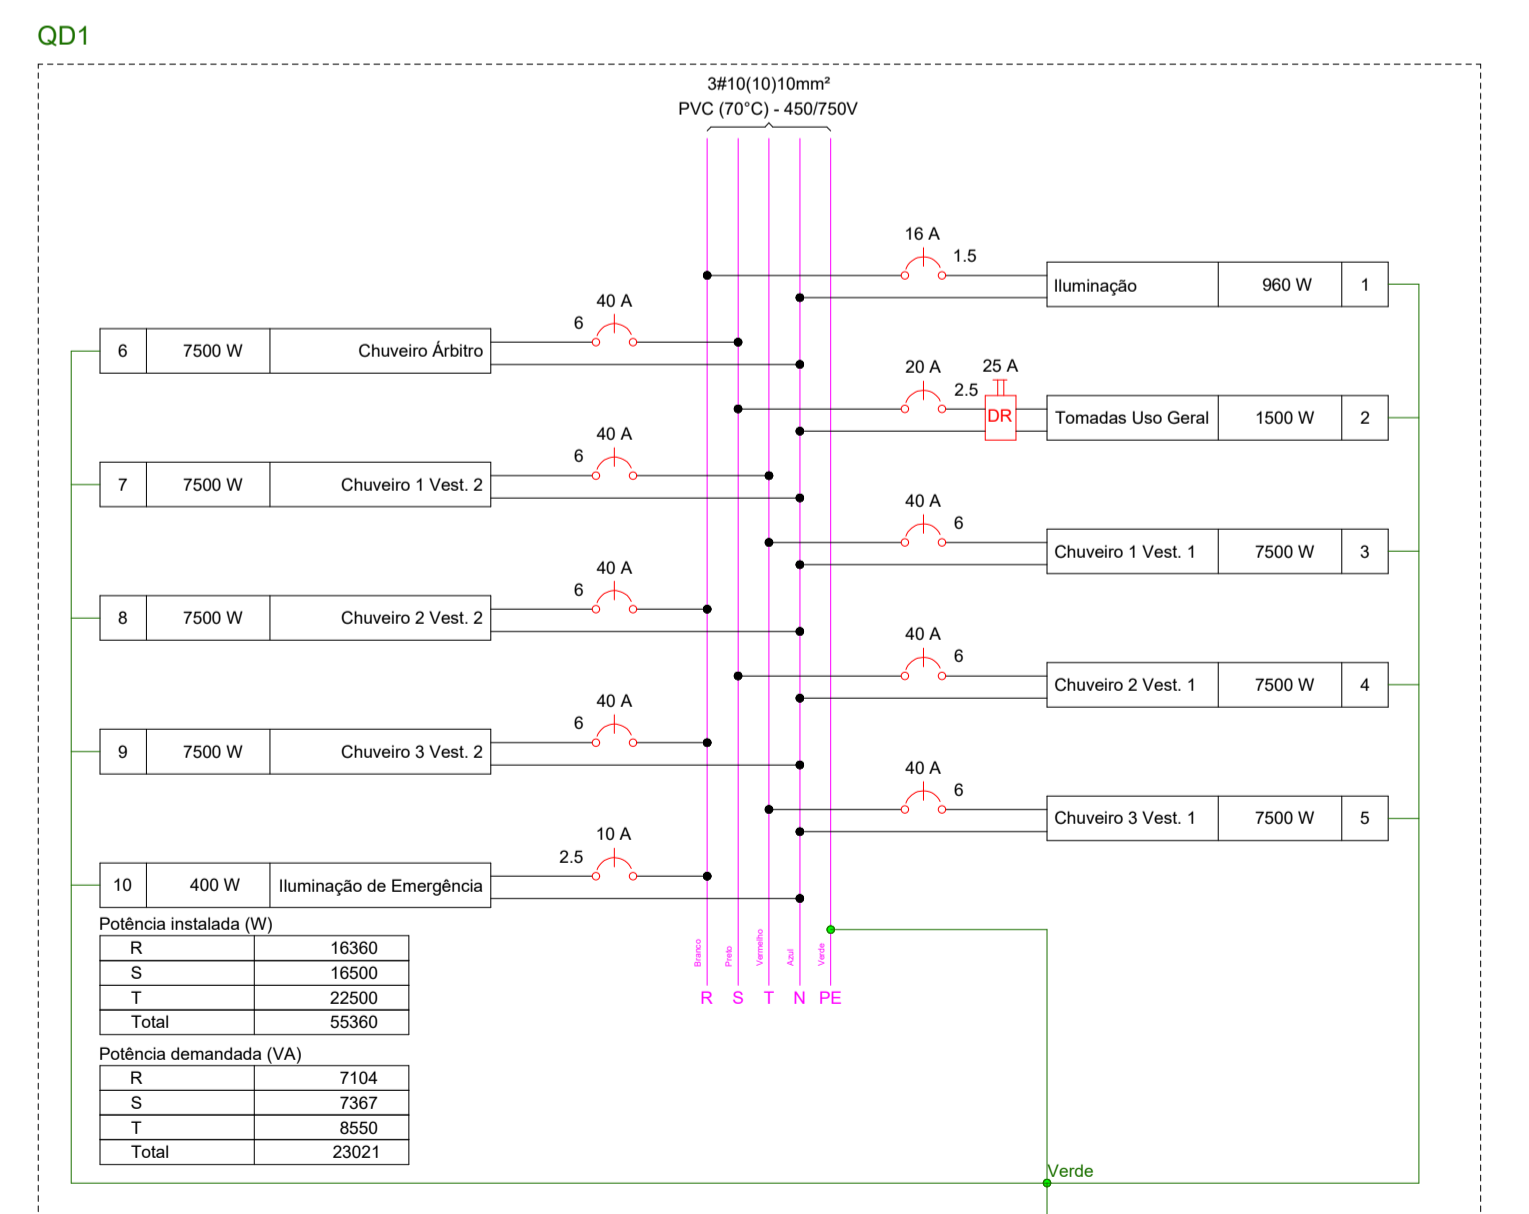 QD1
3#10(10)10mm²
PVC (70°C) - 450/750V
16 A
1.5
Iluminação 960 W 1
40 A
6
6 7500 W Chuveiro Árbitro
20 A 25 A
2.5
DR
Tomadas Uso Geral 1500 W 2
40 A
6
7 7500 W Chuveiro 1 Vest. 2
40 A
6
Chuveiro 1 Vest. 1 7500 W 3
40 A
6
8 7500 W Chuveiro 2 Vest. 2
40 A
6
Chuveiro 2 Vest. 1 7500 W 4
40 A
6
9 7500 W Chuveiro 3 Vest. 2
40 A
6
Chuveiro 3 Vest. 1 7500 W 5
10 A
2.5
10 400 W Iluminação de Emergência
Branco
Preto
Vermelho
Azul
Verde
R S T N PE
Potência instalada (W)
R 16360
S 16500
T 22500
Total 55360
Potência demandada (VA)
R 7104
S 7367
T 8550
Total 23021
Verde